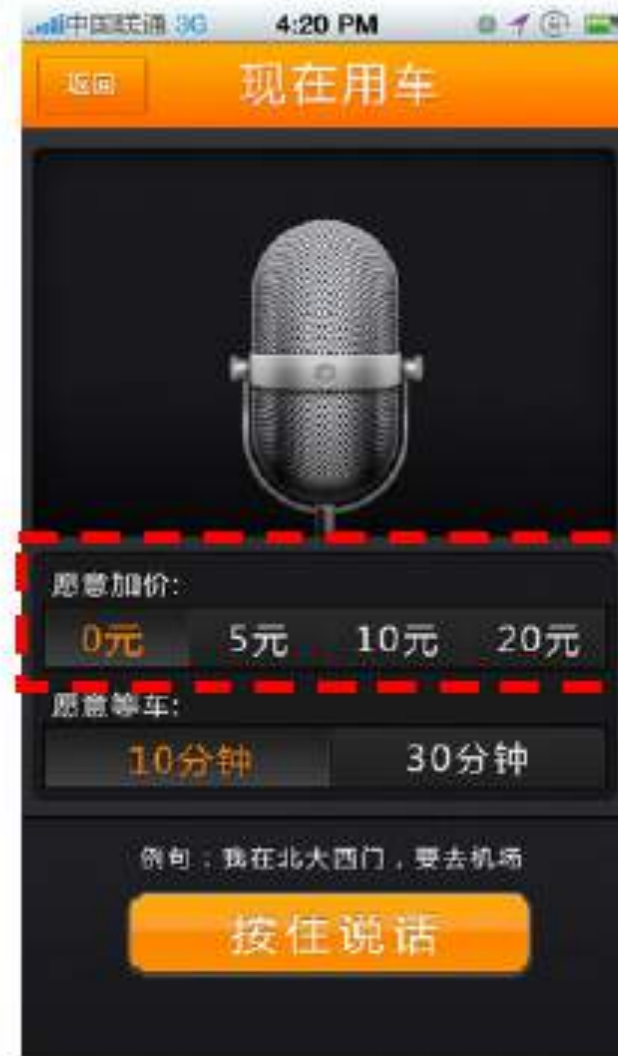 中国联通 3G 4:20 PM
返回 现在用车
愿意加价:
0元 5元 10元 20元
愿意等车:
10分钟 30分钟
例句：我在北大西门，要去机场
按住说话